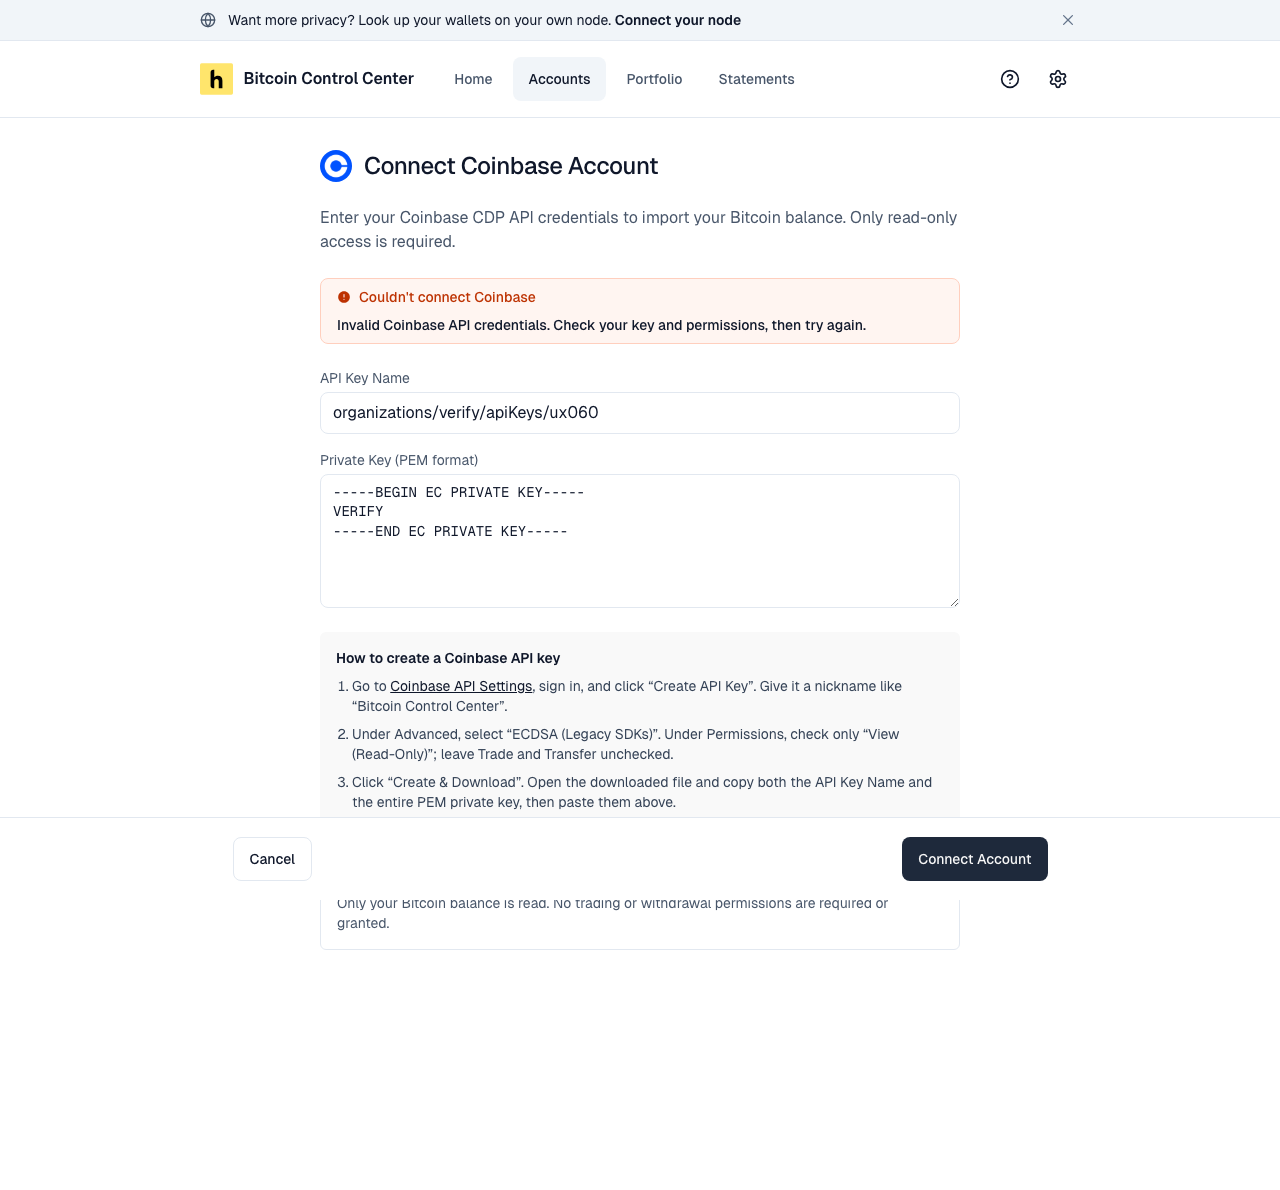 Want more privacy? Look up your wallets on your own node. Connect your node
h Bitcoin Control Center Home Accounts Portfolio Statements
Connect Coinbase Account
Enter your Coinbase CDP API credentials to import your Bitcoin balance. Only read-only
access is required.
Couldn't connect Coinbase
Invalid Coinbase API credentials. Check your key and permissions, then try again.
API Key Name
organizations/verify/apiKeys/ux060
Private Key (PEM format)
-----BEGIN EC PRIVATE KEY-----
VERIFY
-----END EC PRIVATE KEY-----
How to create a Coinbase API key
1. Go to Coinbase API Settings, sign in, and click “Create API Key”. Give it a nickname like
“Bitcoin Control Center”.
2. Under Advanced, select “ECDSA (Legacy SDKs)”. Under Permissions, check only “View
(Read-Only)”; leave Trade and Transfer unchecked.
3. Click “Create & Download”. Open the downloaded file and copy both the API Key Name and
the entire PEM private key, then paste them above.
Cancel Connect Account
Only your Bitcoin balance is read. No trading or withdrawal permissions are required or
granted.